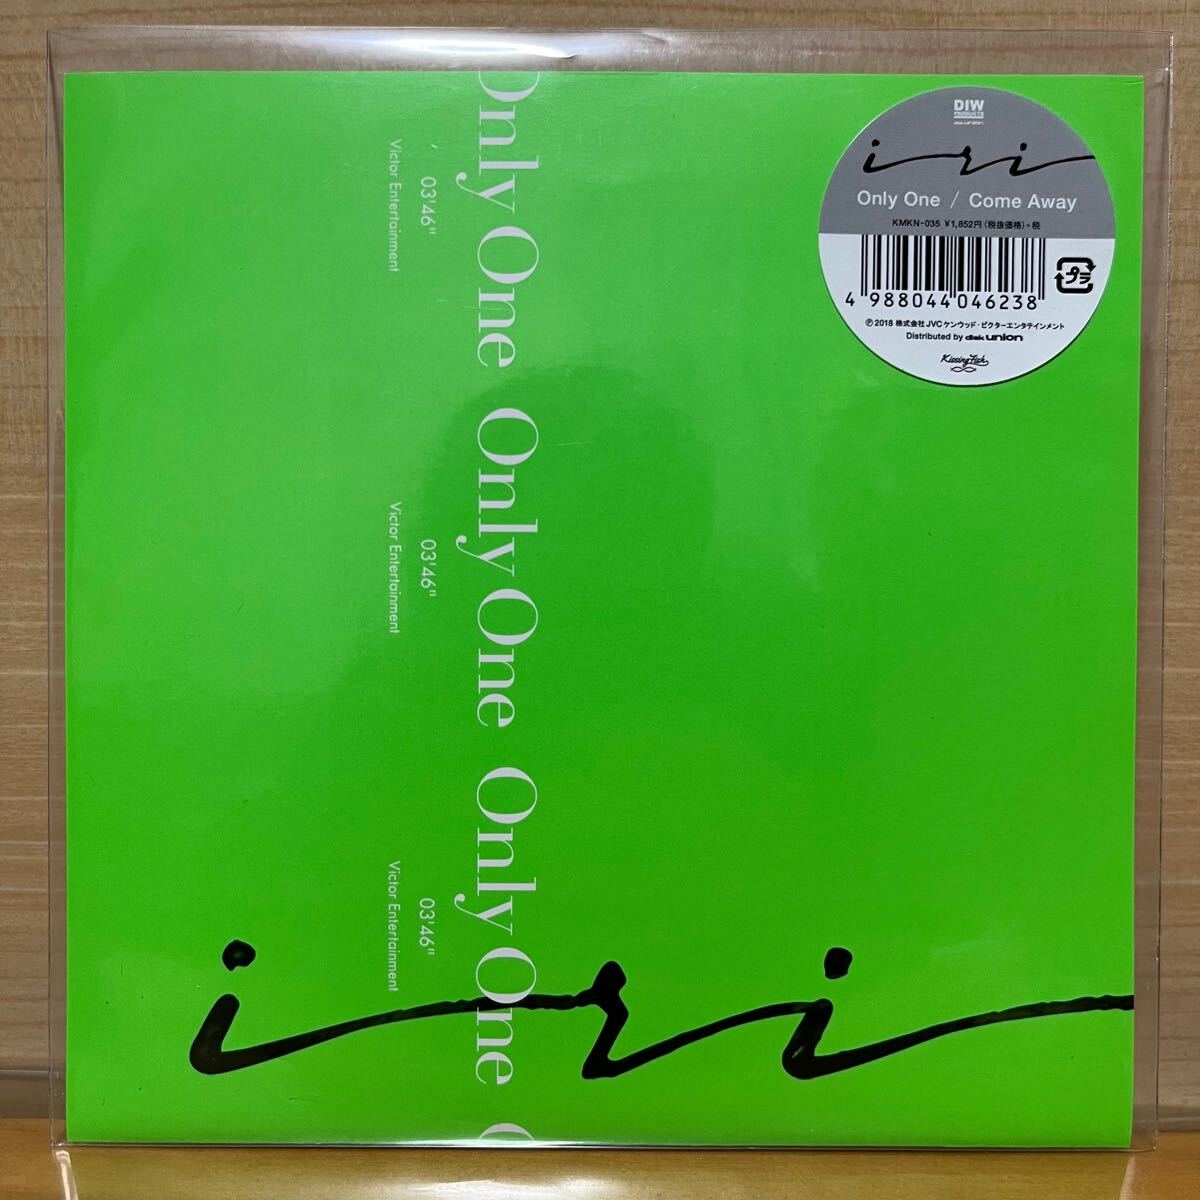 Only One Only One Only One
03'46"
Victor Entertainment
03'46"
Victor Entertainment
03'46"
Victor Entertainment
iri
DIW
PRODUCTS
iri
Only One / Come Away
KMKN-035 ¥1,852円(税抜価格)+税
4 988044 046238
プラ
℗2018 株式会社JVCケンウッド・ビクターエンタテインメント
Distributed by disk union
Kissing Fish